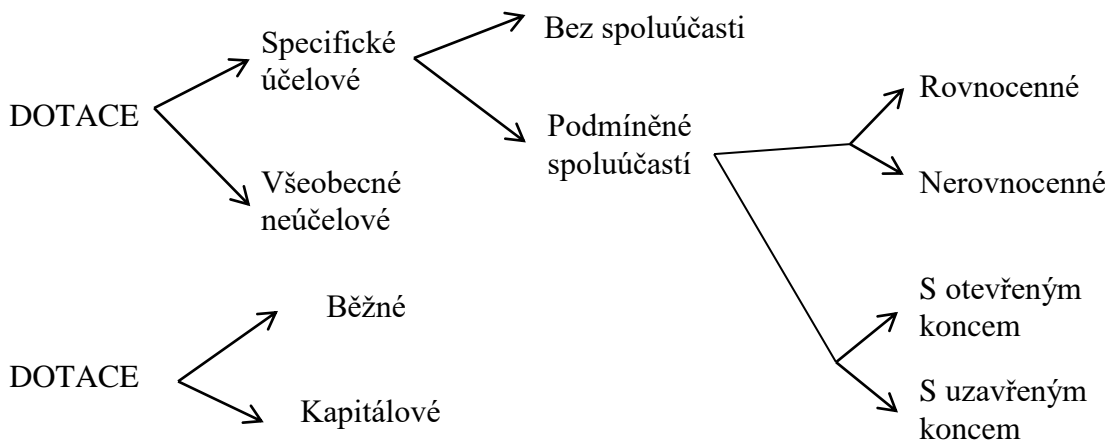 DOTACE
Specifické
účelové
Všeobecné
neúčelové
Bez spoluúčasti
Podmíněné
spoluúčastí
Rovnocenné
Nerovnocenné
S otevřeným
koncem
S uzavřeným
koncem
DOTACE
Běžné
Kapitálové